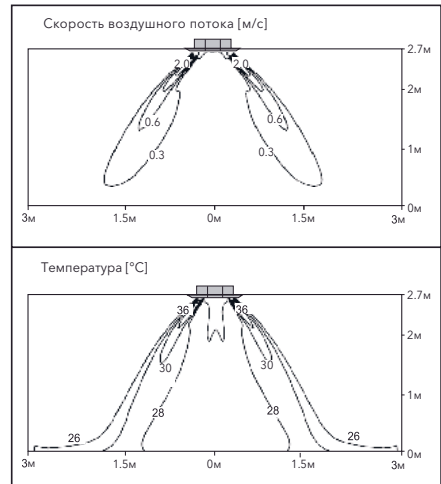 Скорость воздушного потока [м/с]
2.0 2.0
2.7м
2м
0.6 0.6
0.3 0.3
1м
0м
3м 1.5м 0м 1.5м 3м
Температура [°C]
36 36
2.7м
2м
30 30
28 28
1м
26 26
0м
3м 1.5м 0м 1.5м 3м